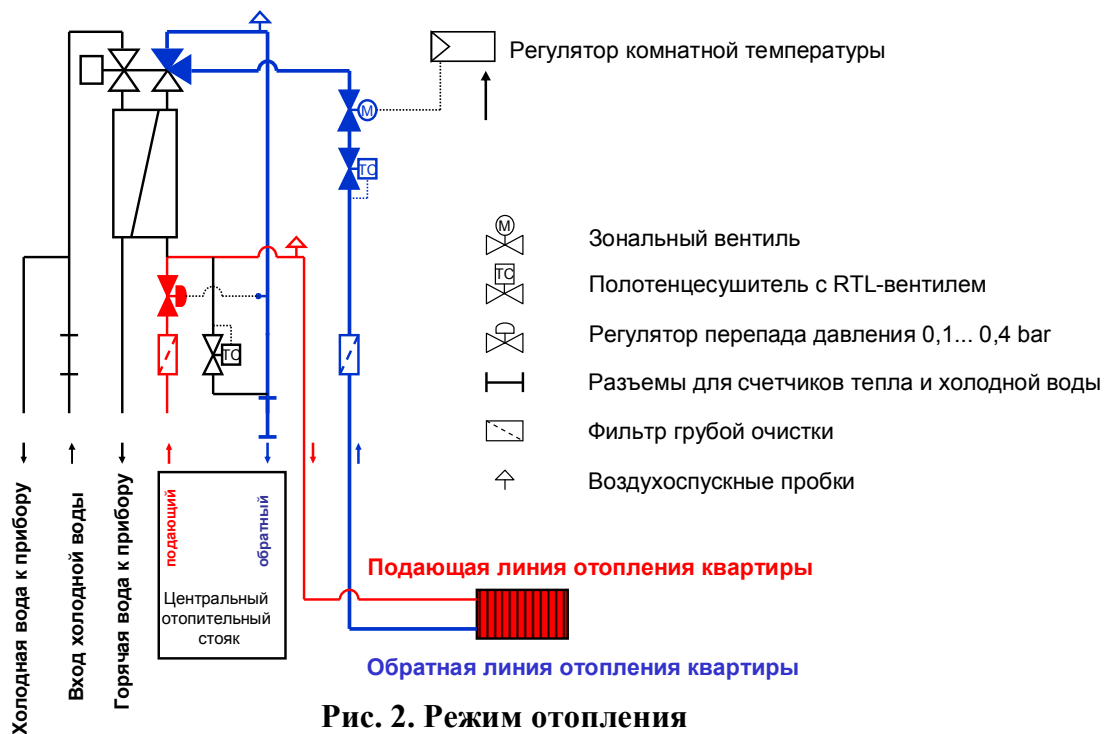 Регулятор комнатной температуры
M
TC
M
Зональный вентиль
TC
Полотенцесушитель с RTL-вентилем
Регулятор перепада давления 0,1... 0,4 bar
TC
Разъемы для счетчиков тепла и холодной воды
Фильтр грубой очистки
Воздухоспускные пробки
Холодная вода к прибору
Вход холодной воды
Горячая вода к прибору
подающий
обратный
Центральный
отопительный
стояк
Подающая линия отопления квартиры
Обратная линия отопления квартиры
Рис. 2. Режим отопления